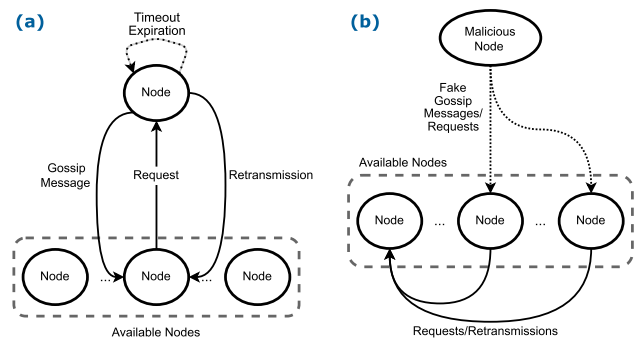 (a)
Timeout
Expiration
Node
Gossip
Message
Request
Retransmission
Node
...
Node
...
Node
Available Nodes
(b)
Malicious
Node
Fake
Gossip
Messages/
Requests
Available Nodes
Node
...
Node
...
Node
Requests/Retransmissions